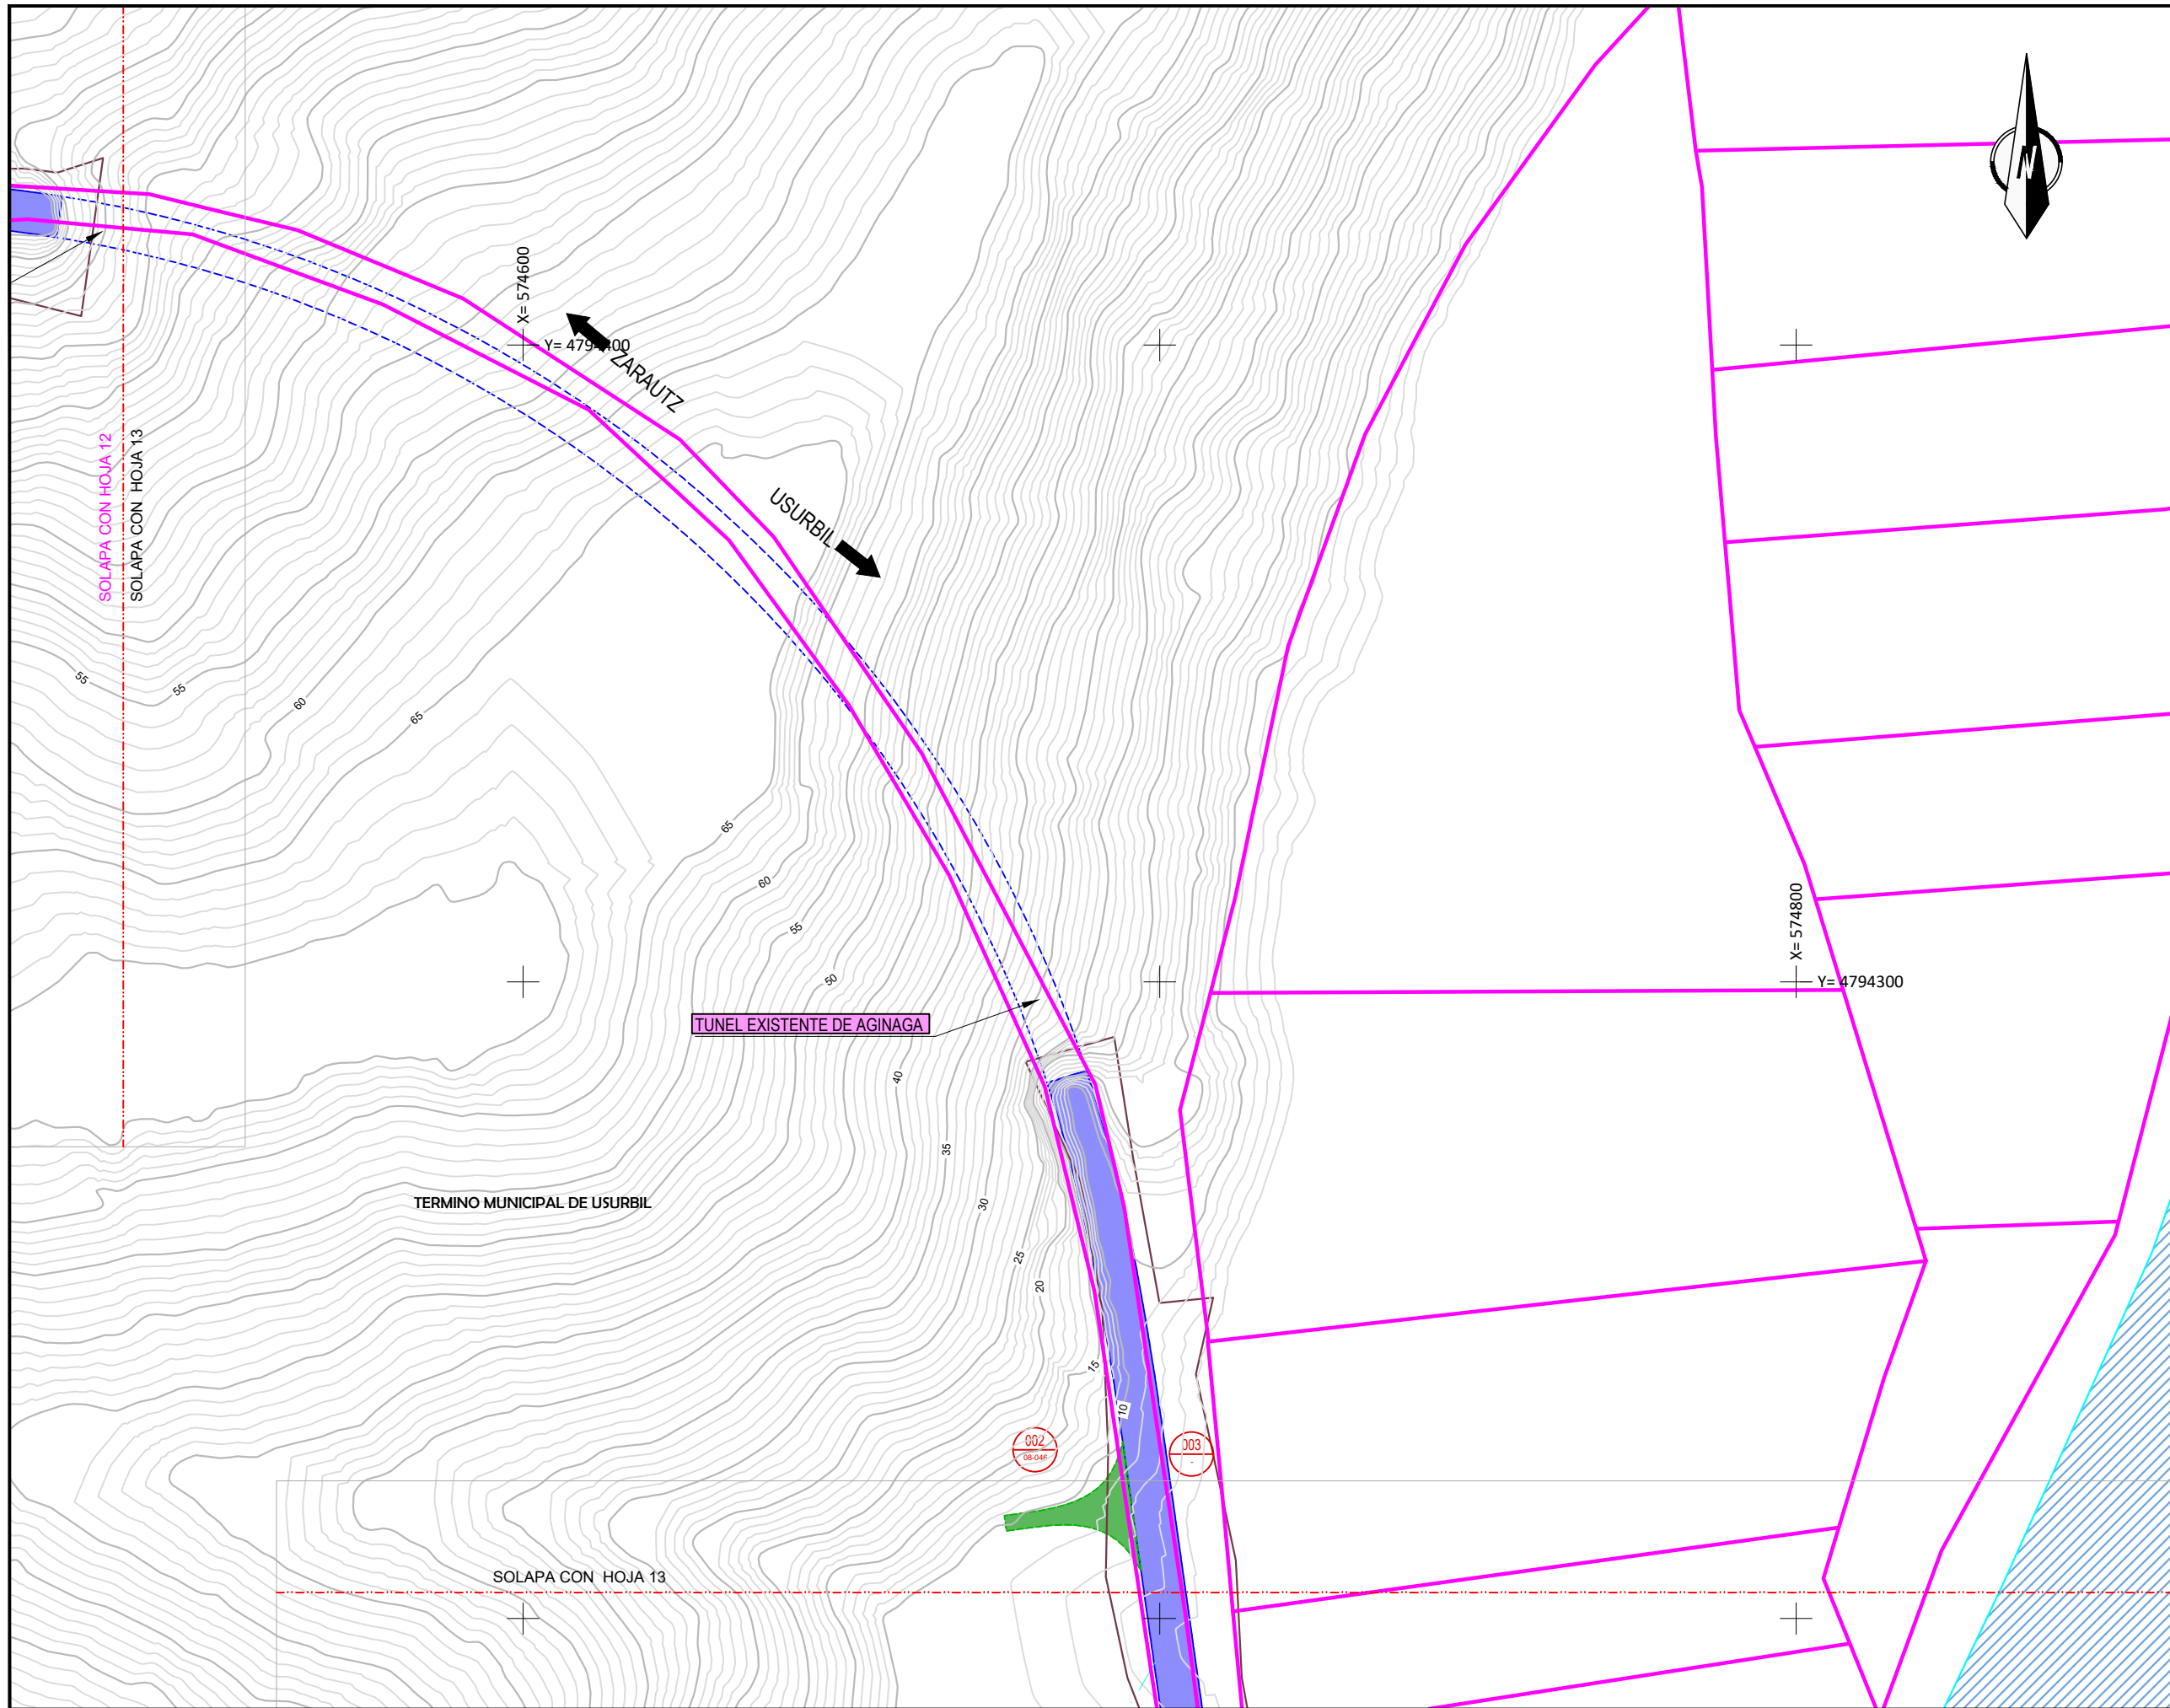 N
X= 574600
Y= 4794400
ZARAUTZ
SOLAPA CON HOJA 12
SOLAPA CON HOJA 13
USURBIL
55
55
60
65
65
60
55
50
X= 574800
Y= 4794300
TUNEL EXISTENTE DE AGINAGA
40
35
30
25
20
15
10
TERMINO MUNICIPAL DE USURBIL
002
08-046
003
-
SOLAPA CON HOJA 13